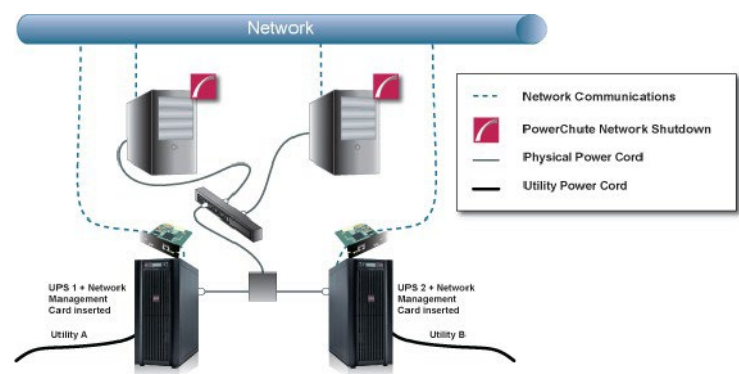 Network
Network Communications
PowerChute Network Shutdown
Physical Power Cord
Utility Power Cord
UPS 1 + Network
Management
Card inserted
Utility A
UPS 2 + Network
Management
Card inserted
Utility B